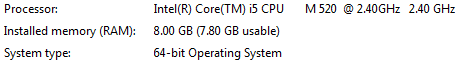 Processor: Intel(R) Core(TM) i5 CPU M 520 @ 2.40GHz 2.40 GHz
Installed memory (RAM): 8.00 GB (7.80 GB usable)
System type: 64-bit Operating System